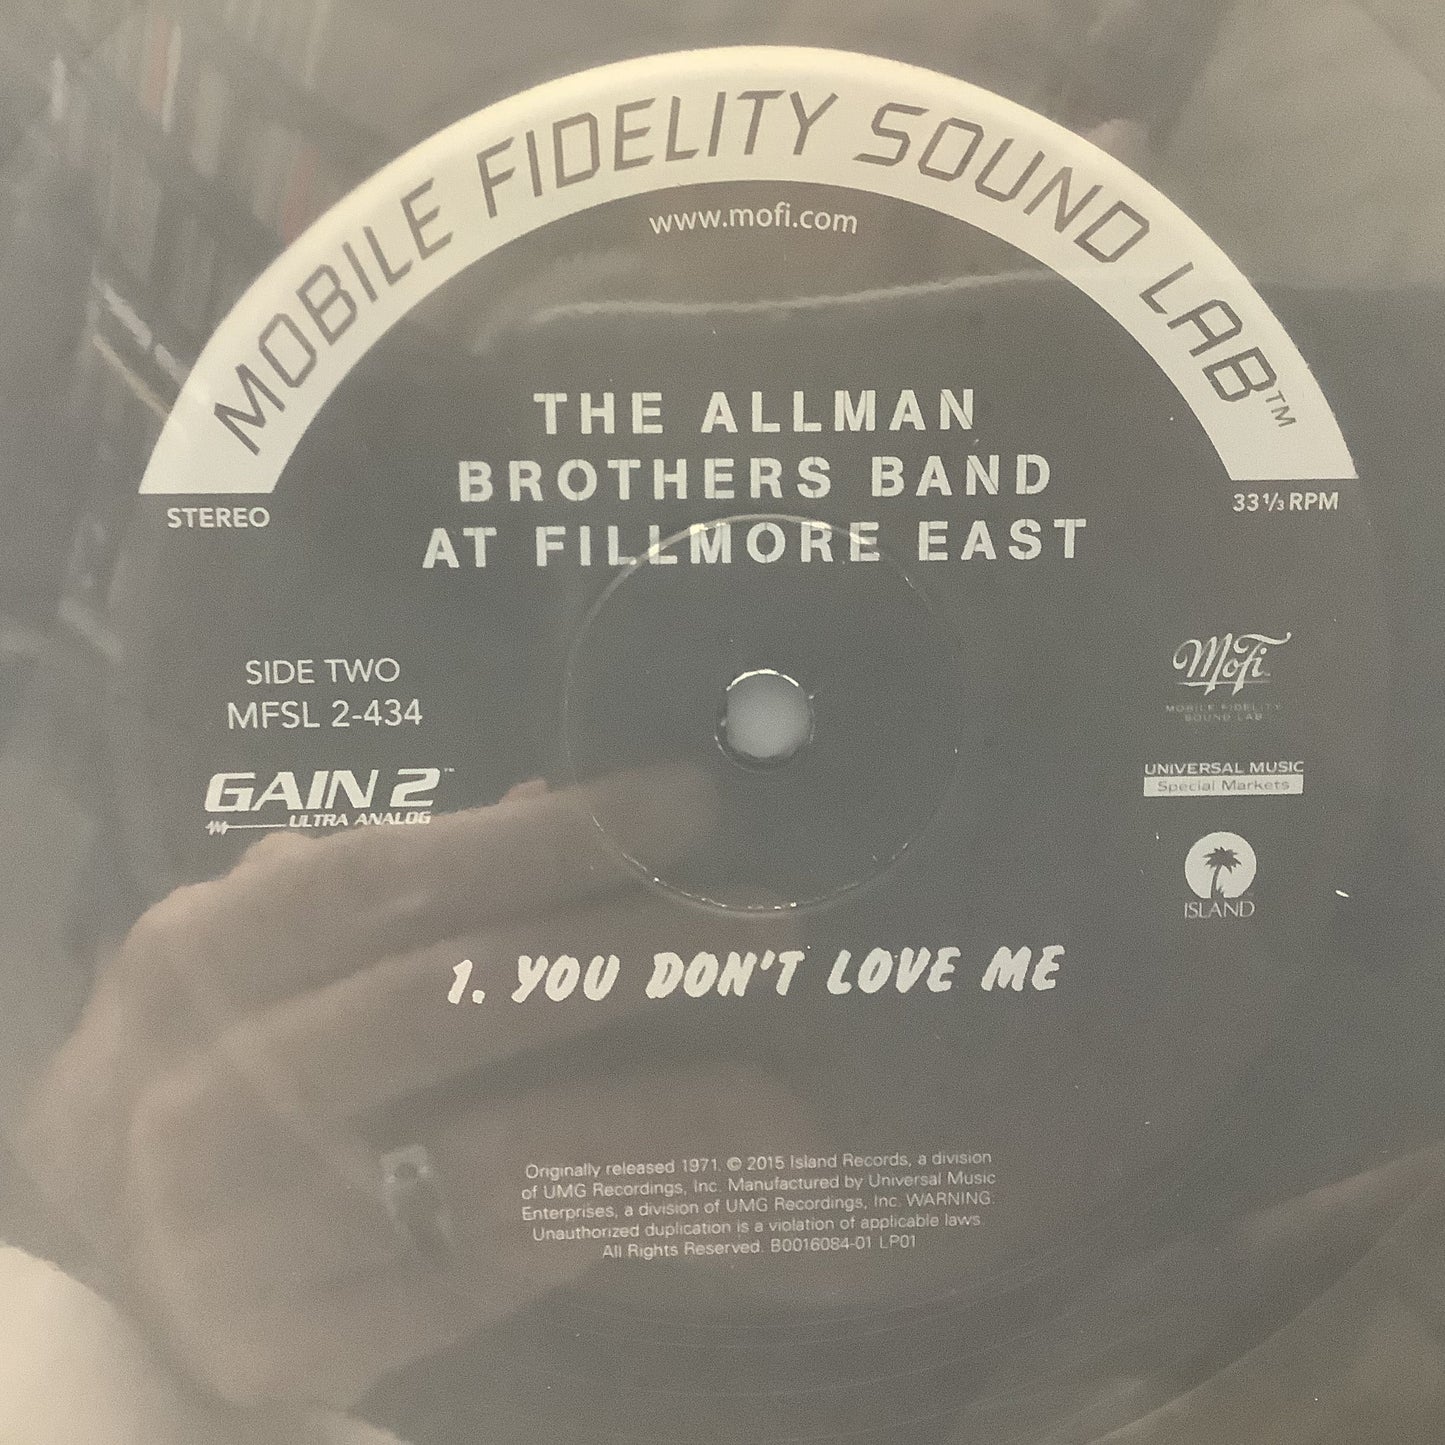 MOBILE FIDELITY SOUND LAB™
www.mofi.com
THE ALLMAN
BROTHERS BAND
AT FILLMORE EAST
STEREO
33⅓ RPM
SIDE TWO
MFSL 2-434
GAIN 2™
ULTRA ANALOG
MoFi
MOBILE FIDELITY
SOUND LAB
UNIVERSAL MUSIC
Special Markets
ISLAND
1. YOU DON'T LOVE ME
Originally released 1971. © 2015 Island Records, a division
of UMG Recordings, Inc. Manufactured by Universal Music
Enterprises, a division of UMG Recordings, Inc. WARNING:
Unauthorized duplication is a violation of applicable laws.
All Rights Reserved. B0016084-01 LP01